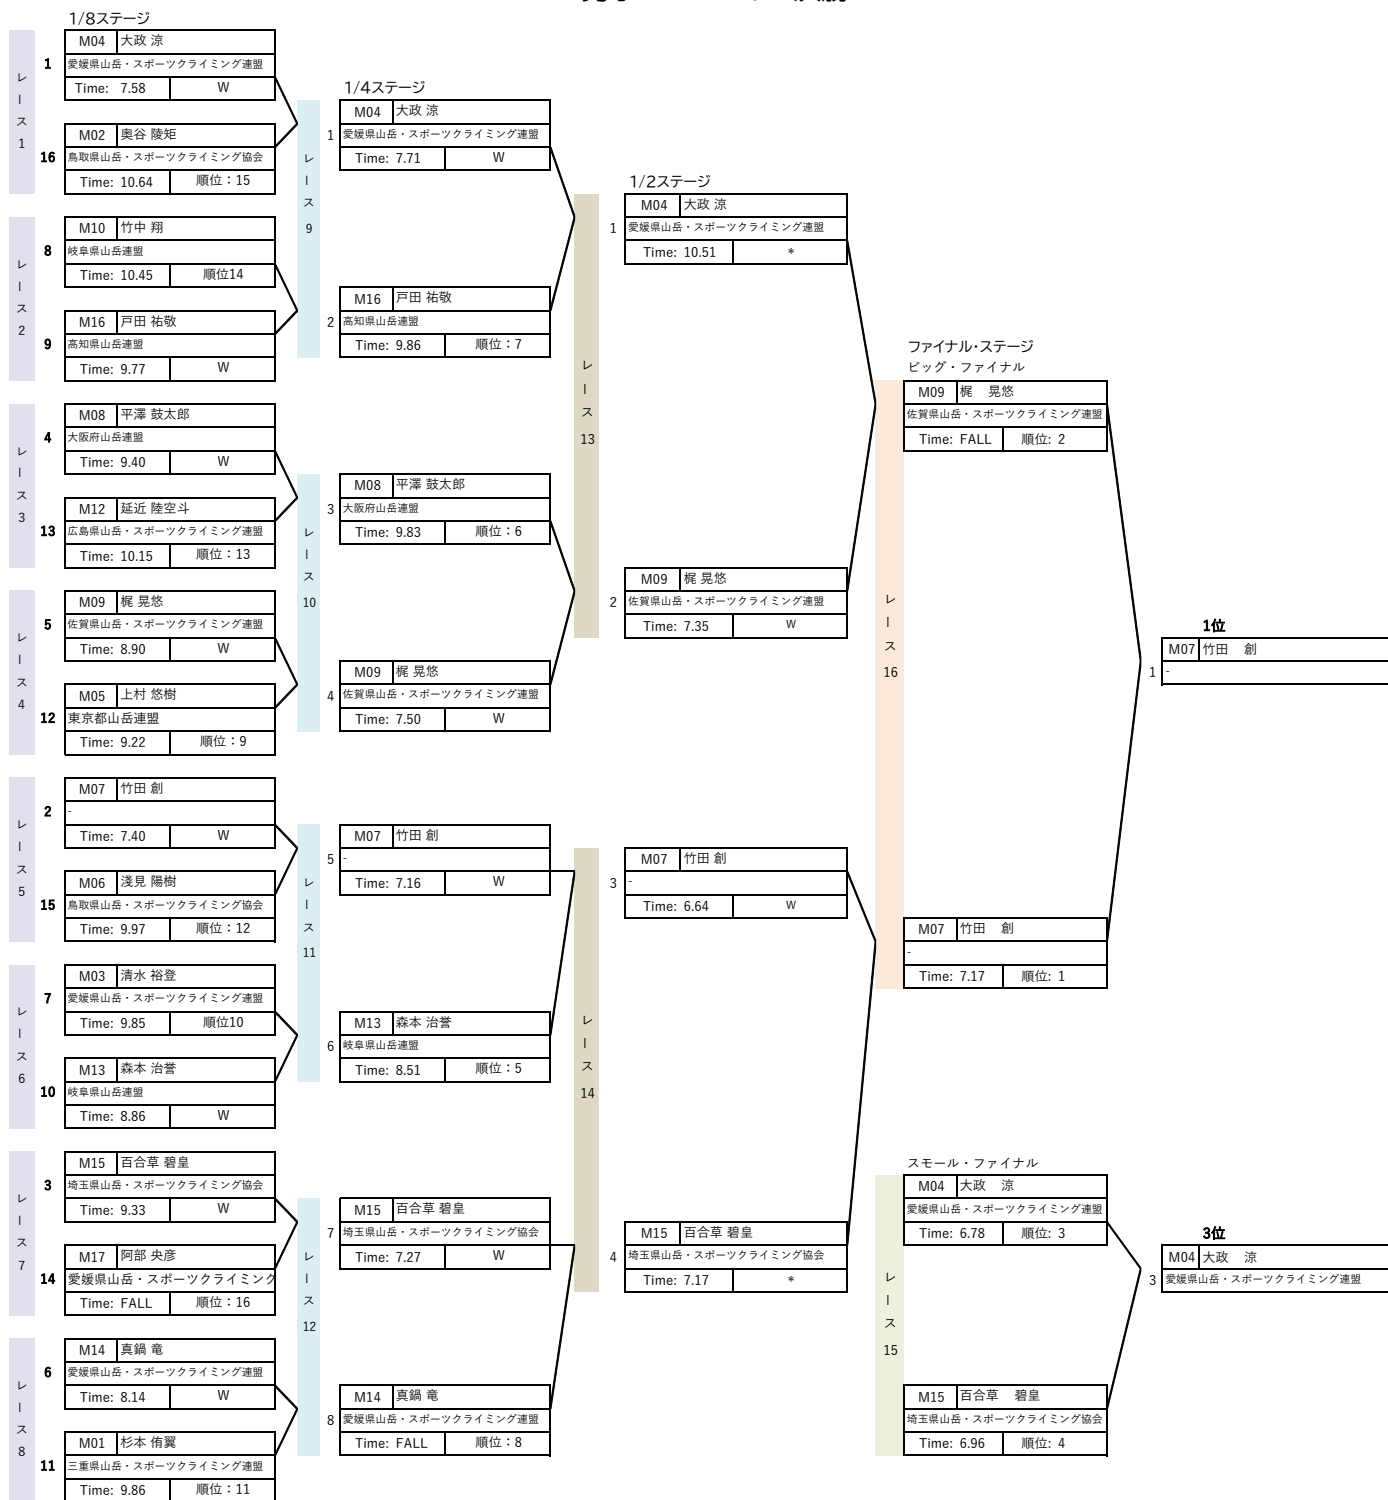 1/8ステージ
レース1
1
M04 大政 涼
愛媛県山岳・スポーツクライミング連盟
Time: 7.58 W
16
M02 奥谷 陵矩
鳥取県山岳・スポーツクライミング協会
Time: 10.64 順位：15
レース2
8
M10 竹中 翔
岐阜県山岳連盟
Time: 10.45 順位14
9
M16 戸田 祐敬
高知県山岳連盟
Time: 9.77 W
レース3
4
M08 平澤 鼓太郎
大阪府山岳連盟
Time: 9.40 W
13
M12 延近 陸空斗
広島県山岳・スポーツクライミング連盟
Time: 10.15 順位：13
レース4
5
M09 梶 晃悠
佐賀県山岳・スポーツクライミング連盟
Time: 8.90 W
12
M05 上村 悠樹
東京都山岳連盟
Time: 9.22 順位：9
レース5
2
M07 竹田 創
-
Time: 7.40 W
15
M06 淺見 陽樹
鳥取県山岳・スポーツクライミング協会
Time: 9.97 順位：12
レース6
7
M03 清水 裕登
愛媛県山岳・スポーツクライミング連盟
Time: 9.85 順位10
10
M13 森本 治誉
岐阜県山岳連盟
Time: 8.86 W
レース7
3
M15 百合草 碧皇
埼玉県山岳・スポーツクライミング協会
Time: 9.33 W
14
M17 阿部 央彦
愛媛県山岳・スポーツクライミング
Time: FALL 順位：16
レース8
6
M14 真鍋 竜
愛媛県山岳・スポーツクライミング連盟
Time: 8.14 W
11
M01 杉本 侑翼
三重県山岳・スポーツクライミング連盟
Time: 9.86 順位：11
1/4ステージ
レース9
1
M04 大政 涼
愛媛県山岳・スポーツクライミング連盟
Time: 7.71 W
2
M16 戸田 祐敬
高知県山岳連盟
Time: 9.86 順位：7
レース10
3
M08 平澤 鼓太郎
大阪府山岳連盟
Time: 9.83 順位：6
4
M09 梶 晃悠
佐賀県山岳・スポーツクライミング連盟
Time: 7.50 W
レース11
5
M07 竹田 創
-
Time: 7.16 W
6
M13 森本 治誉
岐阜県山岳連盟
Time: 8.51 順位：5
レース12
7
M15 百合草 碧皇
埼玉県山岳・スポーツクライミング協会
Time: 7.27 W
8
M14 真鍋 竜
愛媛県山岳・スポーツクライミング連盟
Time: FALL 順位：8
1/2ステージ
レース13
1
M04 大政 涼
愛媛県山岳・スポーツクライミング連盟
Time: 10.51 *
2
M09 梶 晃悠
佐賀県山岳・スポーツクライミング連盟
Time: 7.35 W
レース14
3
M07 竹田 創
-
Time: 6.64 W
4
M15 百合草 碧皇
埼玉県山岳・スポーツクライミング協会
Time: 7.17 *
ファイナル・ステージ
ビッグ・ファイナル
レース16
M09 梶 晃悠
佐賀県山岳・スポーツクライミング連盟
Time: FALL 順位: 2
M07 竹田 創
-
Time: 7.17 順位: 1
スモール・ファイナル
レース15
M04 大政 涼
愛媛県山岳・スポーツクライミング連盟
Time: 6.78 順位: 3
M15 百合草 碧皇
埼玉県山岳・スポーツクライミング協会
Time: 6.96 順位: 4
1位
1
M07 竹田 創
-
3位
3
M04 大政 涼
愛媛県山岳・スポーツクライミング連盟